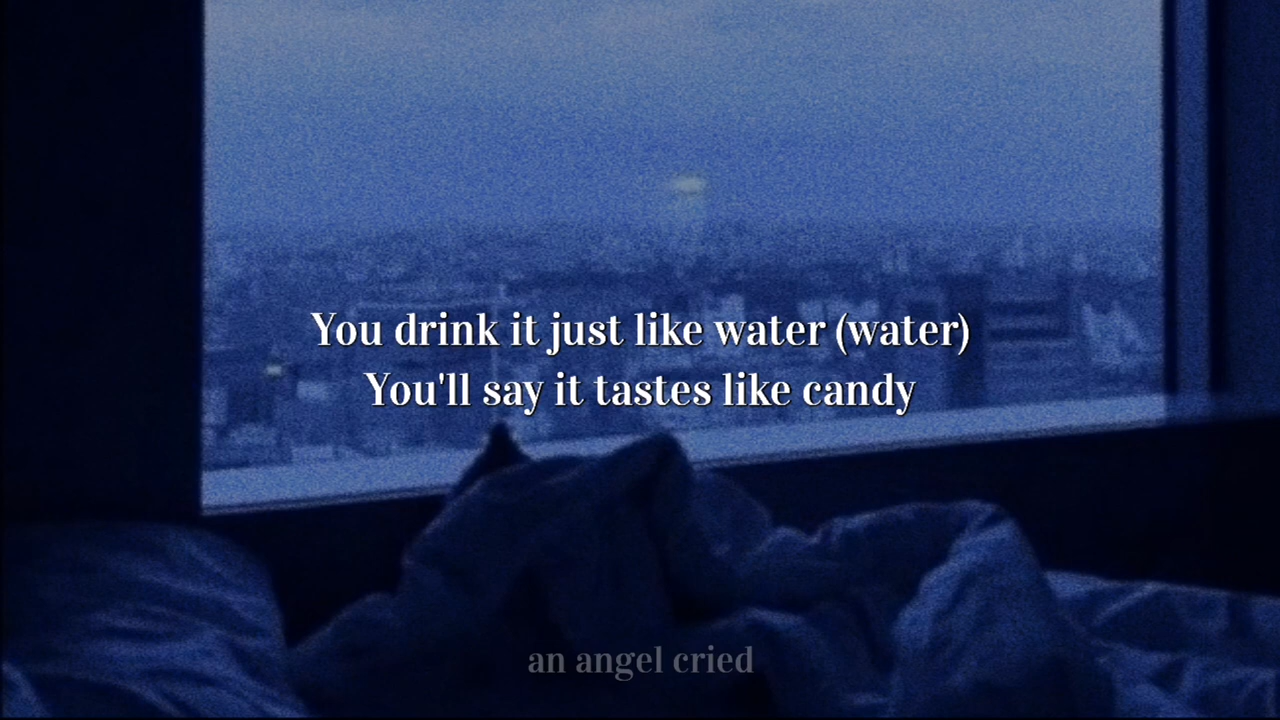 You drink it just like water (water)
You'll say it tastes like candy
an angel cried